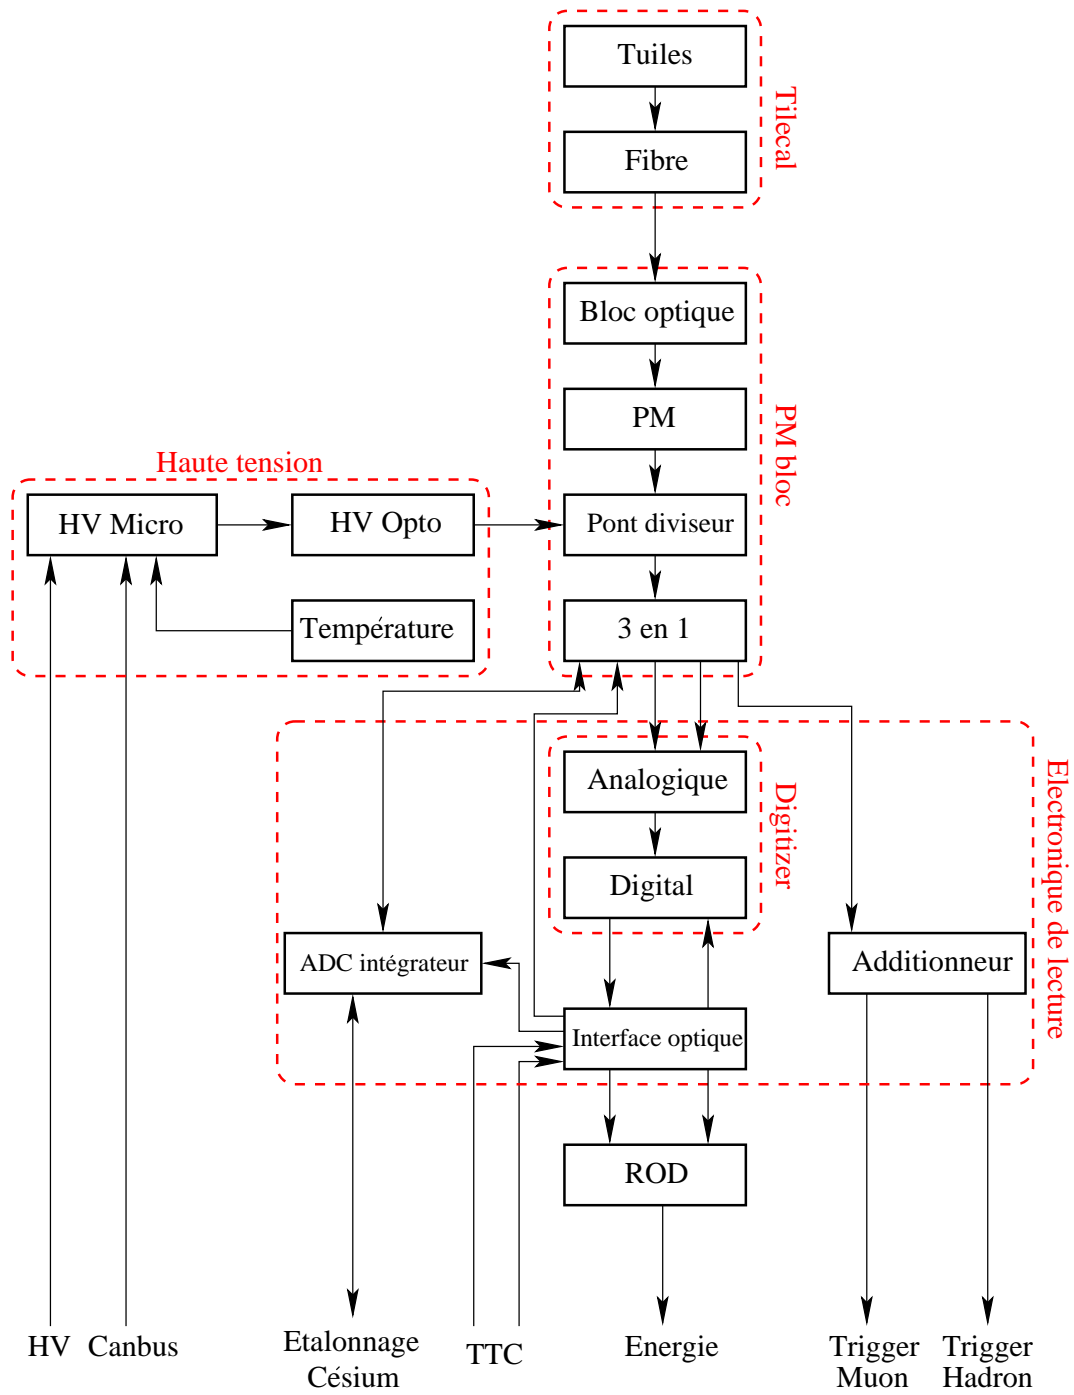 Tuiles
Tilecal
Fibre
Bloc optique
PM
PM bloc
Haute tension
HV Micro
HV Opto
Pont diviseur
Température
3 en 1
Analogique
Digitizer
Electronique de lecture
Digital
ADC intégrateur
Additionneur
Interface optique
ROD
HV
Canbus
Etalonnage
Césium
TTC
Energie
Trigger
Muon
Trigger
Hadron